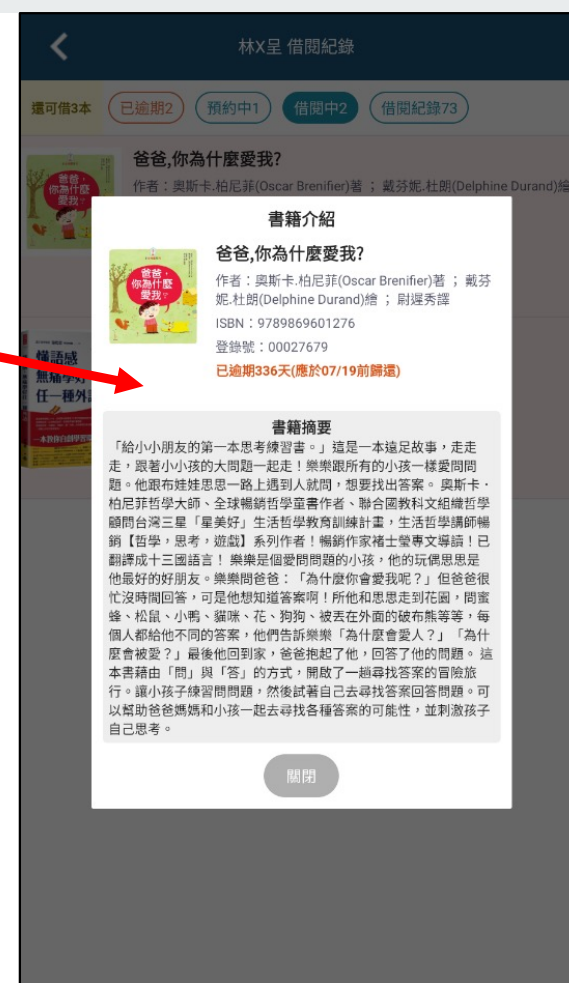 林X呈 借閱紀錄
還可借3本
已逾期2
預約中1
借閱中2
借閱紀錄73
爸爸,你為什麼愛我?
作者：奧斯卡.柏尼菲(Oscar Brenifier)著 ； 戴芬妮.杜朗(Delphine Durand)繪
書籍介紹
爸爸,你為什麼愛我?
作者：奧斯卡.柏尼菲(Oscar Brenifier)著 ； 戴芬
妮.杜朗(Delphine Durand)繪 ； 尉遲秀譯
ISBN：9789869601276
登錄號：00027679
已逾期336天(應於07/19前歸還)
爸爸，
你為什麼
愛我？
懂語感
無痛學好
任一種外
書籍摘要
「給小小朋友的第一本思考練習書。」這是一本遠足故事，走走
走，跟著小小孩的大問題一起走！樂樂跟所有的小孩一樣愛問問
題。他跟布娃娃思思一路上遇到人就問，想要找出答案。 奧斯卡．
柏尼菲哲學大師、全球暢銷哲學童書作者、聯合國教科文組織哲學
顧問台灣三星「星美好」生活哲學教育訓練計畫，生活哲學講師暢
銷【哲學，思考，遊戲】系列作者！暢銷作家褚士瑩專文導讀！已
翻譯成十三國語言！ 樂樂是個愛問問題的小孩，他的玩偶思思是
他最好的好朋友。樂樂問爸爸：「為什麼你會愛我呢？」但爸爸很
忙沒時間回答，可是他想知道答案啊！所他和思思走到花園，問蜜
蜂、松鼠、小鴨、貓咪、花、狗狗、被丟在外面的破布熊等等，每
個人都給他不同的答案，他們告訴樂樂「為什麼會愛人？」「為什
麼會被愛？」最後他回到家，爸爸抱起了他，回答了他的問題。 這
本書藉由「問」與「答」的方式，開啟了一趟尋找答案的冒險旅
行。讓小孩子練習問問題，然後試著自己去尋找答案回答問題。可
以幫助爸爸媽媽和小孩一起去尋找各種答案的可能性，並刺激孩子
自己思考。
關閉